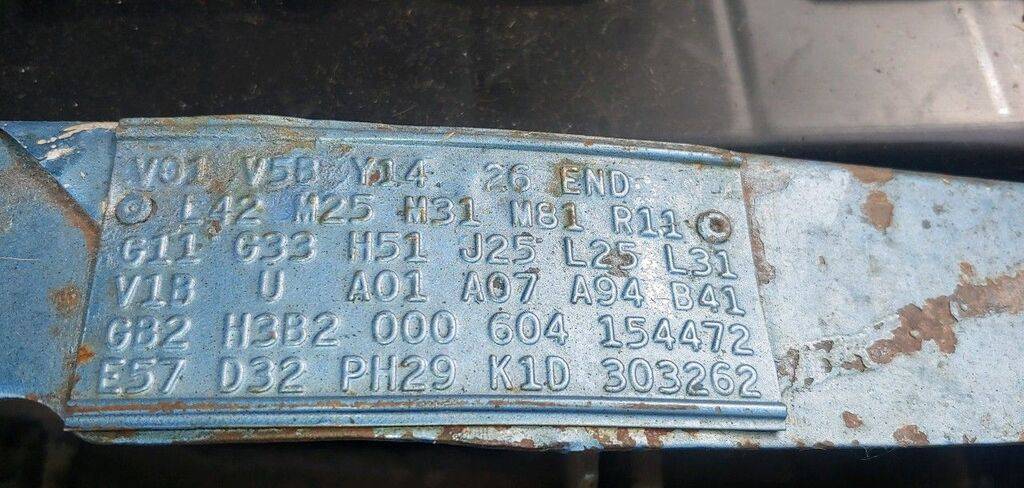 V01 V5B Y14 26 END
L42 M25 M31 M81 R11
G11 G33 H51 J25 L25 L31
V1B U A01 A07 A94 B41
GB2 H3B2 000 604 154472
E57 D32 PH29 K1D 303262